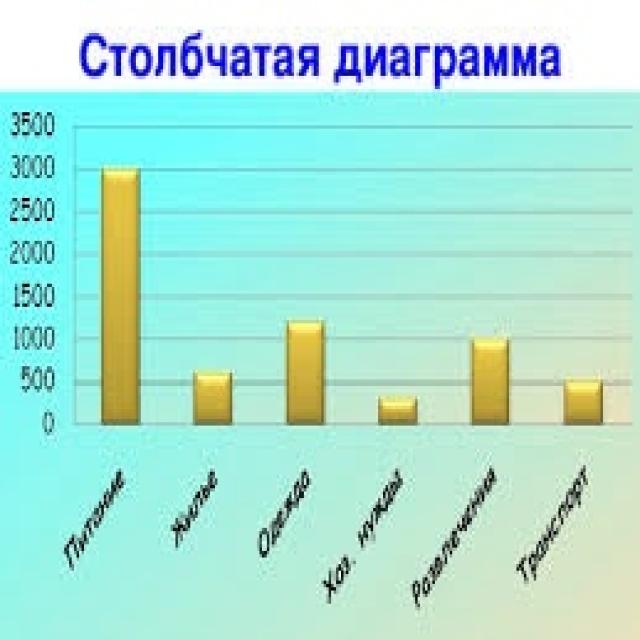 Столбчатая диаграмма
3500
3000
2500
2000
1500
1000
500
0
Питание
Жилье
Одежда
Хоз. нужды
Развлечения
Транспорт